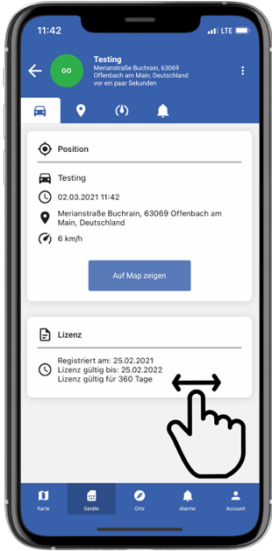 11:42
LTE
GO
Testing
Merianstraße Buchrain, 63069
Offenbach am Main, Deutschland
vor ein paar Sekunden
Position
Testing
02.03.2021 11:42
Merianstraße Buchrain, 63069 Offenbach am
Main, Deutschland
6 km/h
Auf Map zeigen
Lizenz
Registriert am: 25.02.2021
Lizenz gültig bis: 25.02.2022
Lizenz gültig für 360 Tage
Karte
Geräte
Orte
Alarme
Account